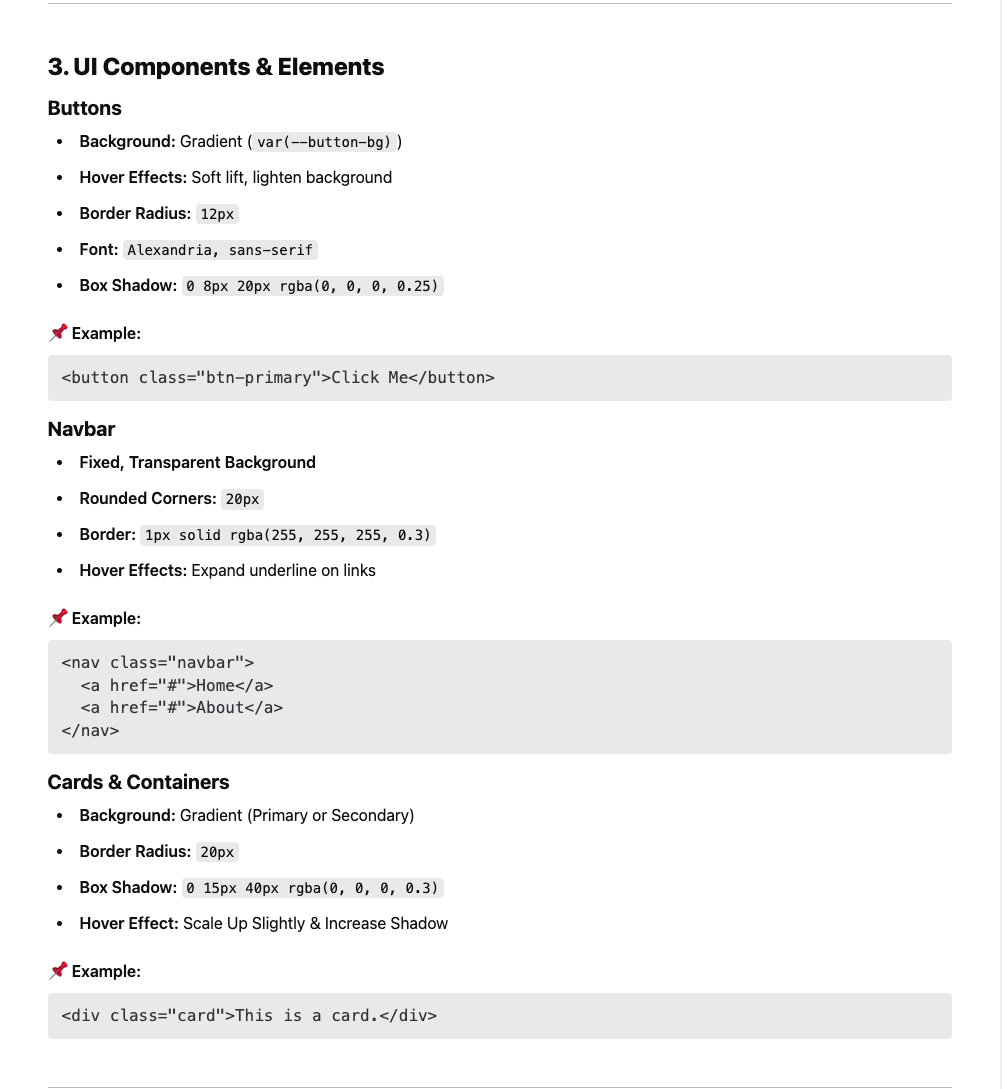 3. UI Components & Elements
Buttons
• Background: Gradient ( var(--button-bg) )
• Hover Effects: Soft lift, lighten background
• Border Radius: 12px
• Font: Alexandria, sans-serif
• Box Shadow: 0 8px 20px rgba(0, 0, 0, 0.25)
📌 Example:
<button class="btn-primary">Click Me</button>
Navbar
• Fixed, Transparent Background
• Rounded Corners: 20px
• Border: 1px solid rgba(255, 255, 255, 0.3)
• Hover Effects: Expand underline on links
📌 Example:
<nav class="navbar">
  <a href="#">Home</a>
  <a href="#">About</a>
</nav>
Cards & Containers
• Background: Gradient (Primary or Secondary)
• Border Radius: 20px
• Box Shadow: 0 15px 40px rgba(0, 0, 0, 0.3)
• Hover Effect: Scale Up Slightly & Increase Shadow
📌 Example:
<div class="card">This is a card.</div>